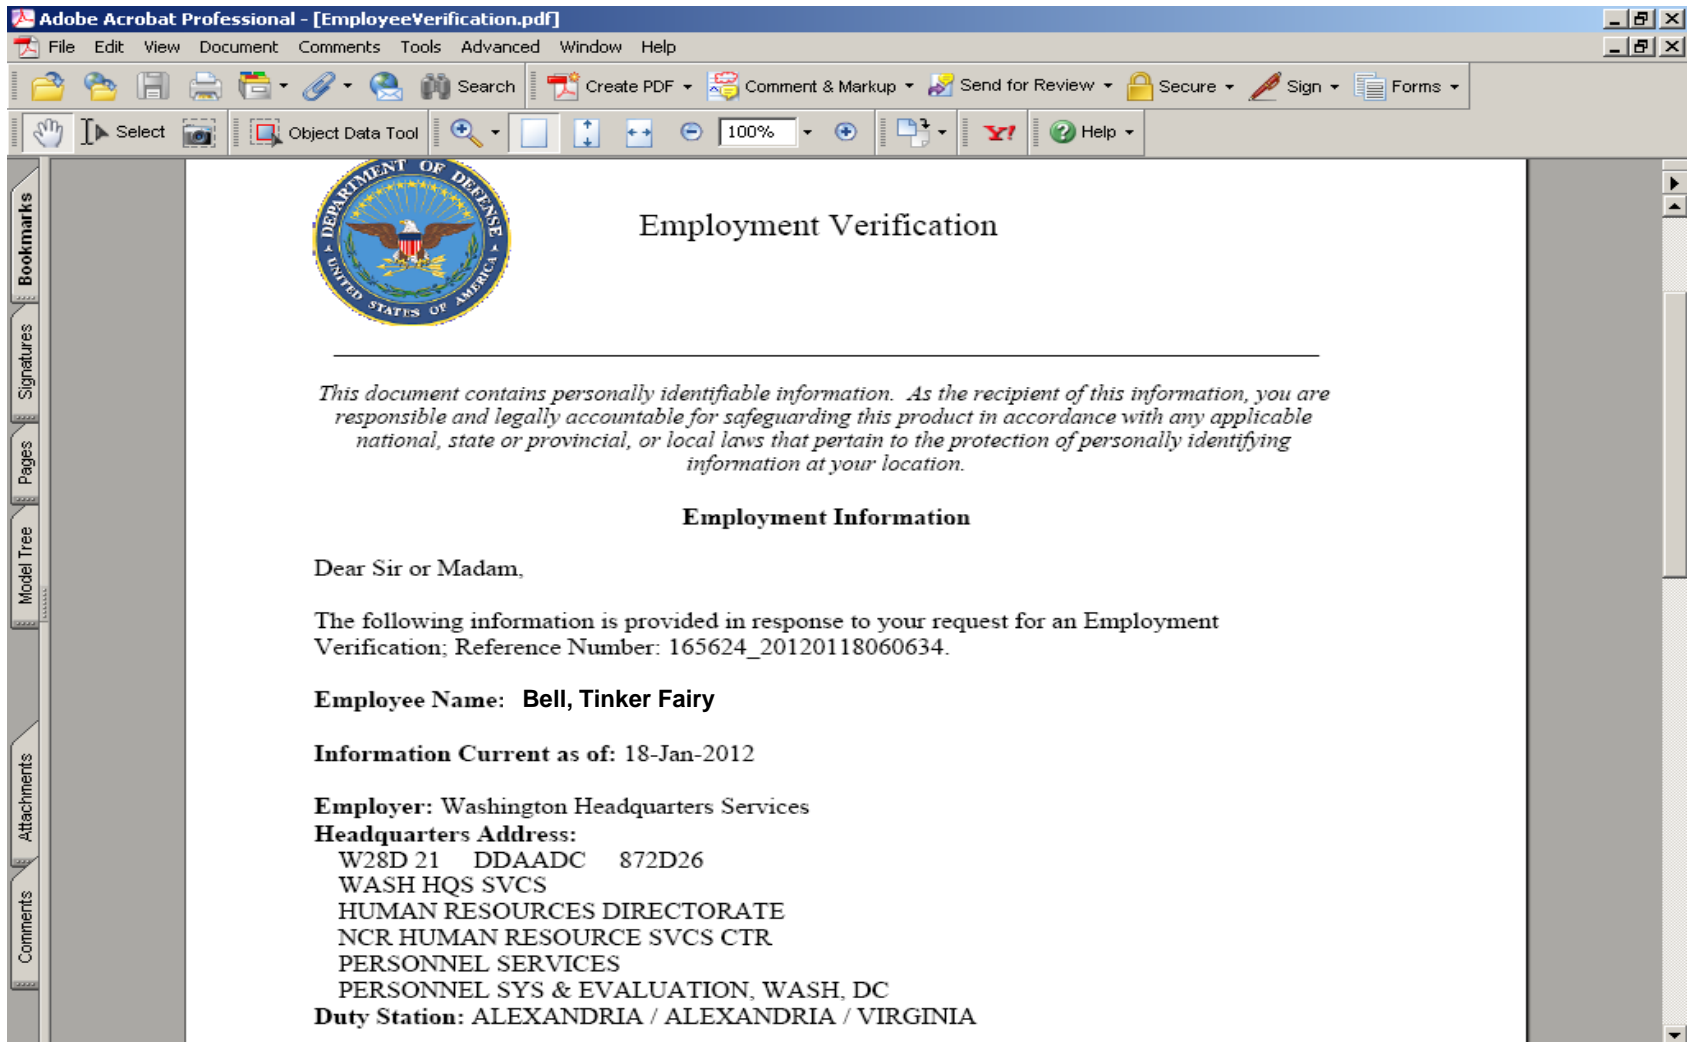 Adobe Acrobat Professional - [EmployeeVerification.pdf]
File Edit View Document Comments Tools Advanced Window Help
Search Create PDF Comment & Markup Send for Review Secure Sign Forms
Select Object Data Tool 100% Y! Help
Bookmarks
Signatures
Pages
Model Tree
Attachments
Comments
DEPARTMENT OF DEFENSE
UNITED STATES OF AMERICA
Employment Verification
This document contains personally identifiable information. As the recipient of this information, you are
responsible and legally accountable for safeguarding this product in accordance with any applicable
national, state or provincial, or local laws that pertain to the protection of personally identifying
information at your location.
Employment Information
Dear Sir or Madam,
The following information is provided in response to your request for an Employment
Verification; Reference Number: 165624_20120118060634.
Employee Name: Bell, Tinker Fairy
Information Current as of: 18-Jan-2012
Employer: Washington Headquarters Services
Headquarters Address:
W28D 21 DDAADC 872D26
WASH HQS SVCS
HUMAN RESOURCES DIRECTORATE
NCR HUMAN RESOURCE SVCS CTR
PERSONNEL SERVICES
PERSONNEL SYS & EVALUATION, WASH, DC
Duty Station: ALEXANDRIA / ALEXANDRIA / VIRGINIA